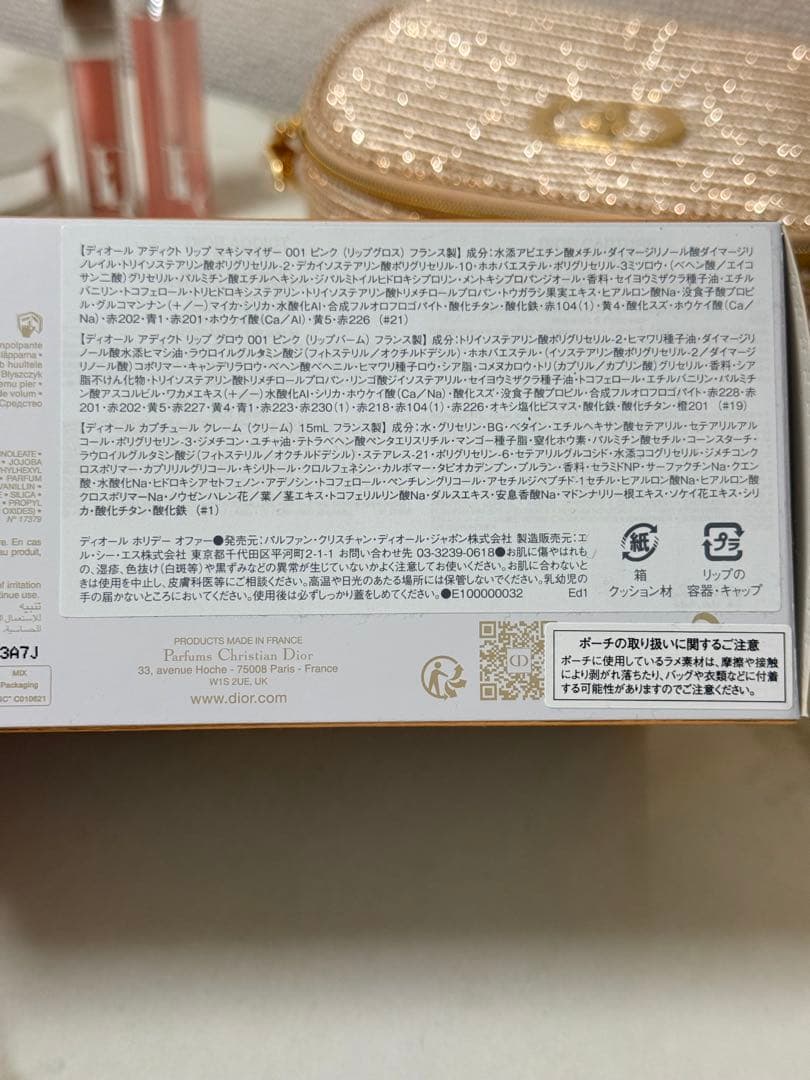 【ディオール アディクト リップ マキシマイザー 001 ピンク (リップグロス) フランス製】 成分:水添アビエチン酸メチル・ダイマージリノール酸ダイマージリ
ノレイル・トリイソステアリン酸ポリグリセリル-2・デカイソステアリン酸ポリグリセリル-10・ホホバエステル・ポリグリセリル-3ミツロウ・(ベヘン酸/エイコ
サン二酸)グリセリル・パルミチン酸エチルヘキシル・ジパルミトイルヒドロキシプロリン・メントキシプロパンジオール・香料・セイヨウミザクラ種子油・エチル
バニリン・トコフェロール・トリヒドロキシステアリン・トリイソステアリン酸トリメチロールプロパン・トウガラシ果実エキス・ヒアルロン酸Na・没食子酸プロピ
ル・グルコマンナン(+/-)マイカ・シリカ・水酸化Al・合成フルオロフロゴパイト・酸化チタン・酸化鉄・赤104(1)・黄4・酸化スズ・ホウケイ酸(Ca/
Na)・赤202・青1・赤201・ホウケイ酸(Ca/Al)・黄5・赤226 (#21)
【ディオール アディクト リップ グロウ 001 ピンク (リップバーム) フランス製】 成分:トリイソステアリン酸ポリグリセリル-2・ヒマワリ種子油・ダイマージリ
ノール酸水添ヒマシ油・ラウロイルグルタミン酸ジ(フィトステリル/オクチルドデシル)・ホホバエステル・(イソステアリン酸ポリグリセリル-2/ダイマージリ
ノール酸)コポリマー・キャンデリラロウ・ベヘン酸ベヘニル・ヒマワリ種子ロウ・シア脂・コメヌカロウ・トリ(カプリル/カプリン酸)グリセリル・香料・シア
脂不けん化物・トリイソステアリン酸トリメチロールプロパン・リンゴ酸ジイソステアリル・セイヨウミザクラ種子油・トコフェロール・エチルバニリン・パルミチ
ン酸アスコルビル・ワカメエキス(+/-)水酸化Al・シリカ・ホウケイ酸(Ca/Na)・酸化スズ・没食子酸プロピル・合成フルオロフロゴパイト・赤228・赤
201・赤202・黄5・赤227・黄4・青1・赤223・赤230(1)・赤218・赤104(1)・赤226・オキシ塩化ビスマス・酸化鉄・酸化チタン・橙201 (#19)
【ディオール カプチュール クレーム (クリーム) 15mL フランス製】 成分:水・グリセリン・BG・ベタイン・エチルヘキサン酸セテアリル・セテアリルアル
コール・ポリグリセリル-3・ジメチコン・ユチャ油・テトラベヘン酸ペンタエリスリチル・マンゴー種子脂・窒化ホウ素・パルミチン酸セチル・コーンスターチ・
ラウロイルグルタミン酸ジ(フィトステリル/オクチルドデシル)・ステアレス-21・ポリグリセリン-6・セテアリルグルコシド・水添ココグリセリル・ジメチコンク
ロスポリマー・カプリリルグリコール・キシリトール・クロルフェネシン・カルボマー・タピオカデンプン・プルラン・香料・セラミドNP・サーファクチンNa・クエン
酸・水酸化Na・ヒドロキシアセトフェノン・アデノシン・トコフェロール・ペンチレングリコール・アセチルジペプチド-1セチル・ヒアルロン酸Na・ヒアルロン酸
クロスポリマーNa・ノウゼンハレン花/葉/茎エキス・トコフェリルリン酸Na・ダルスエキス・安息香酸Na・マドンナリリー根エキス・ソケイ花エキス・シリ
カ・酸化チタン・酸化鉄 (#1)
ディオール ホリデー オファー●発売元:パルファン・クリスチャン・ディオール・ジャポン株式会社 製造販売元:エ
ル・シー・エス株式会社 東京都千代田区平河町2-1-1 お問い合わせ先 03-3239-0618●お肌に傷やはれも
の、湿疹、色抜け(白斑等)や黒ずみなどの異常が生じていないかよく注意してお使いください。お肌に合わないと
きは使用を中止し、皮膚科医等にご相談ください。高温や日光のあたる場所には保管しないでください。乳幼児の
手の届かないところにおいてください。使用後は必ずしっかり蓋をしめてください。●E100000032 Ed1
紙
箱
クッション材
プラ
リップの
容器・キャップ
PRODUCTS MADE IN FRANCE
Parfums Christian Dior
33, avenue Hoche - 75008 Paris - France
W1S 2UE, UK
www.dior.com
CD
ポーチの取り扱いに関するご注意
ポーチに使用しているラメ素材は、摩擦や接触
により剥がれ落ちたり、バッグや衣類などに付着
する可能性がありますのでご注意ください。
npolpante
huultele
Blyszczyk
emu pier
de volume
Средство
INOLEATE
JOJOBA
PARFUM
VANILLIN
SILICA
PROPYL
OXIDES)
N° 17379
re. En cas
au produit,
of irritation
tinue use.
تنبيه
3A7J
MIX
Packaging
C010621